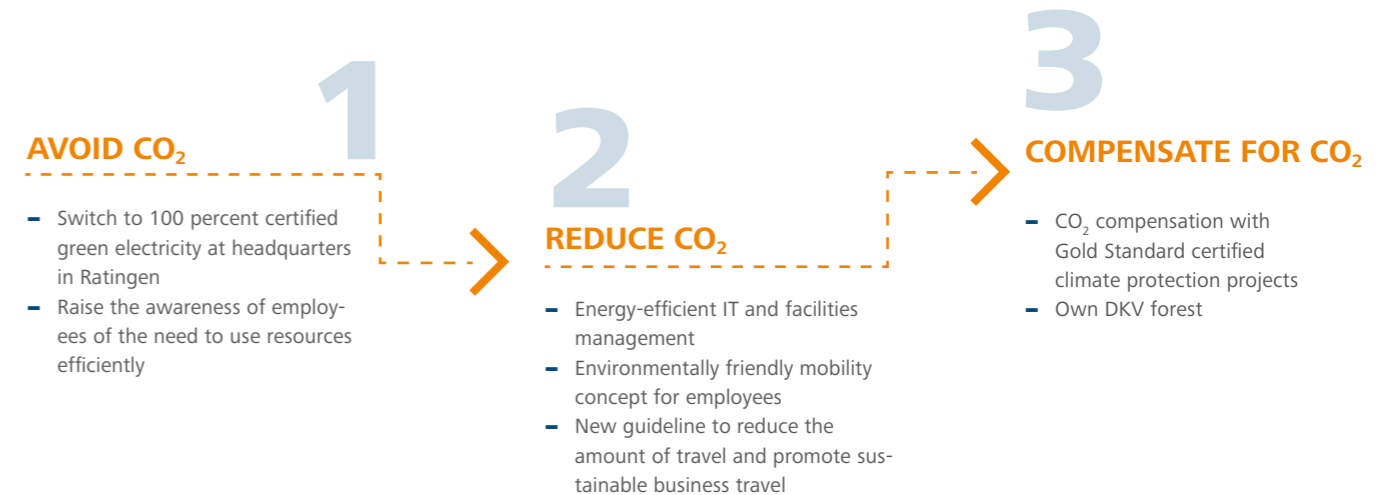 1
AVOID CO₂
– Switch to 100 percent certified
green electricity at headquarters
in Ratingen
– Raise the awareness of employ-
ees of the need to use resources
efficiently
2
REDUCE CO₂
– Energy-efficient IT and facilities
management
– Environmentally friendly mobility
concept for employees
– New guideline to reduce the
amount of travel and promote sus-
tainable business travel
3
COMPENSATE FOR CO₂
– CO₂ compensation with
Gold Standard certified
climate protection projects
– Own DKV forest